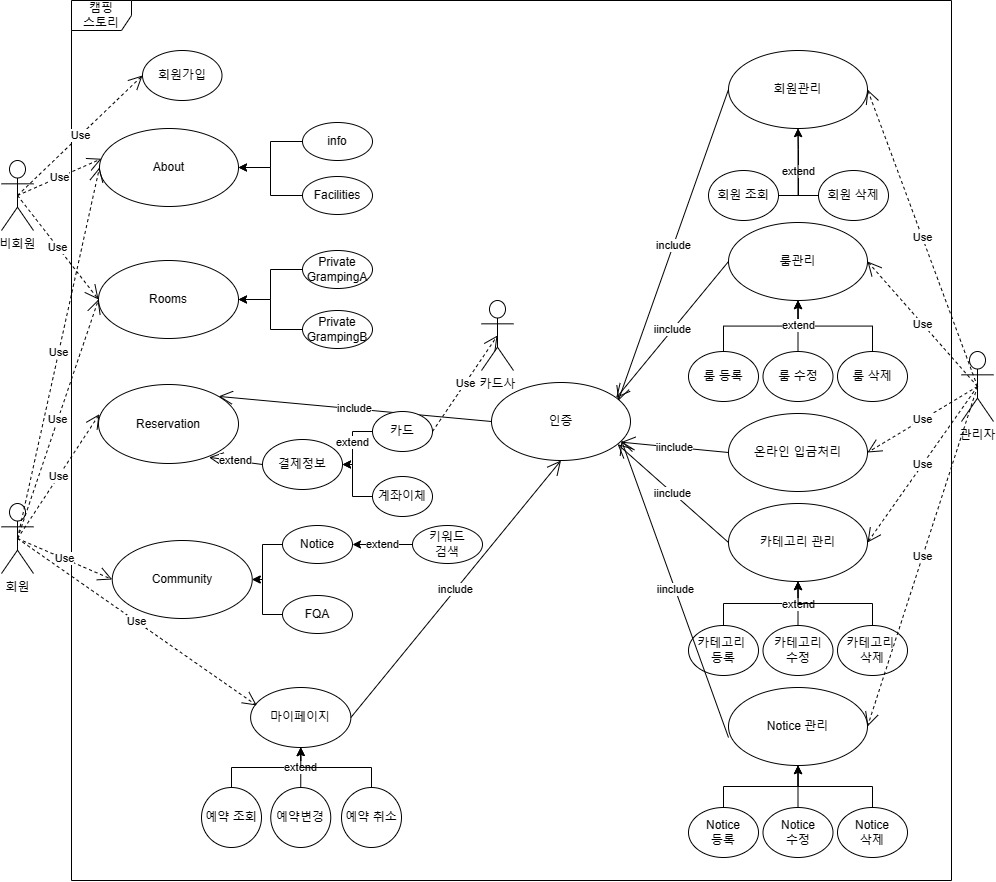 캠핑
스토리
회원가입
Use
About
info
Facilities
Use
비회원
Use
Rooms
Private
GrampingA
Private
GrampingB
Use
Use
Reservation
include
카드
extend
결제정보
extend
계좌이체
Use
카드사
인증
Use
회원
Use
Community
Notice
extend
키워드
검색
FQA
Use
include
마이페이지
extend
예약 조회
예약변경
예약 취소
회원관리
extend
회원 조회
회원 삭제
include
Use
룸관리
iinclude
extend
Use
룸 등록
룸 수정
룸 삭제
관리자
온라인 입금처리
iinclude
Use
카테고리 관리
iinclude
Use
extend
카테고리
등록
카테고리
수정
카테고리
삭제
iinclude
Use
Notice 관리
Notice
등록
Notice
수정
Notice
삭제